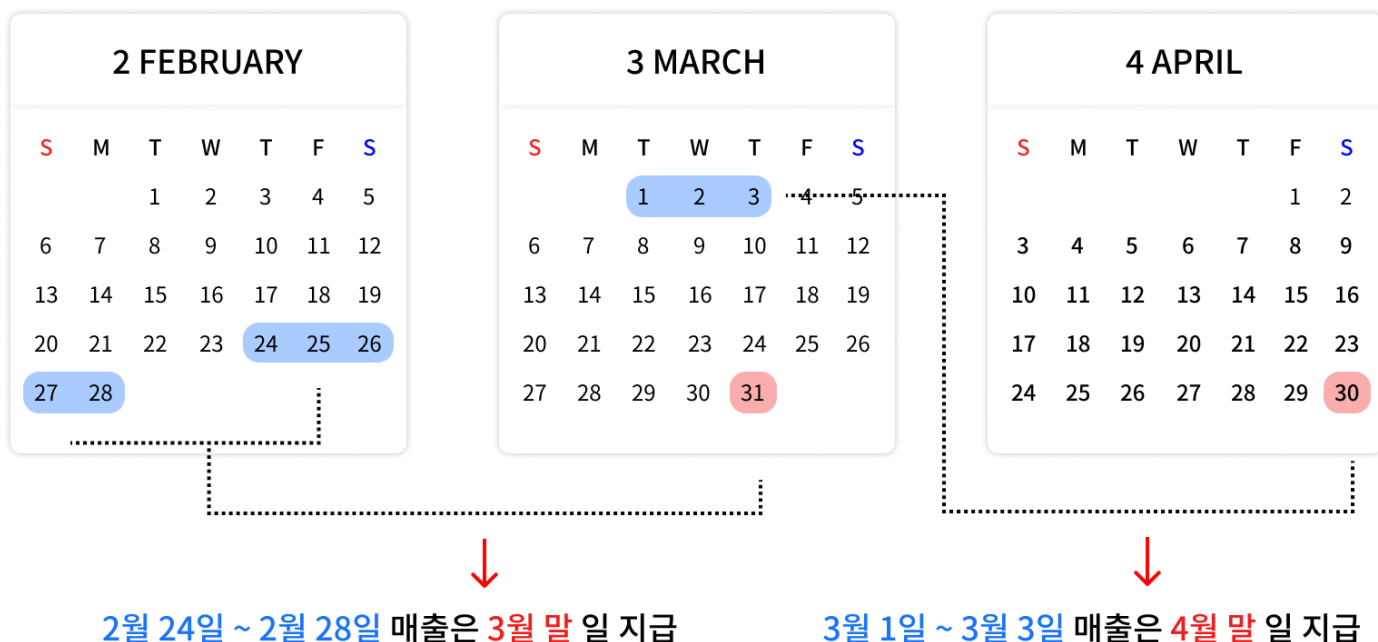 2 FEBRUARY
S M T W T F S
1 2 3 4 5
6 7 8 9 10 11 12
13 14 15 16 17 18 19
20 21 22 23 24 25 26
27 28
3 MARCH
S M T W T F S
1 2 3 4 5
6 7 8 9 10 11 12
13 14 15 16 17 18 19
20 21 22 23 24 25 26
27 28 29 30 31
4 APRIL
S M T W T F S
1 2
3 4 5 6 7 8 9
10 11 12 13 14 15 16
17 18 19 20 21 22 23
24 25 26 27 28 29 30
2월 24일 ~ 2월 28일 매출은 3월 말 일 지급
3월 1일 ~ 3월 3일 매출은 4월 말 일 지급